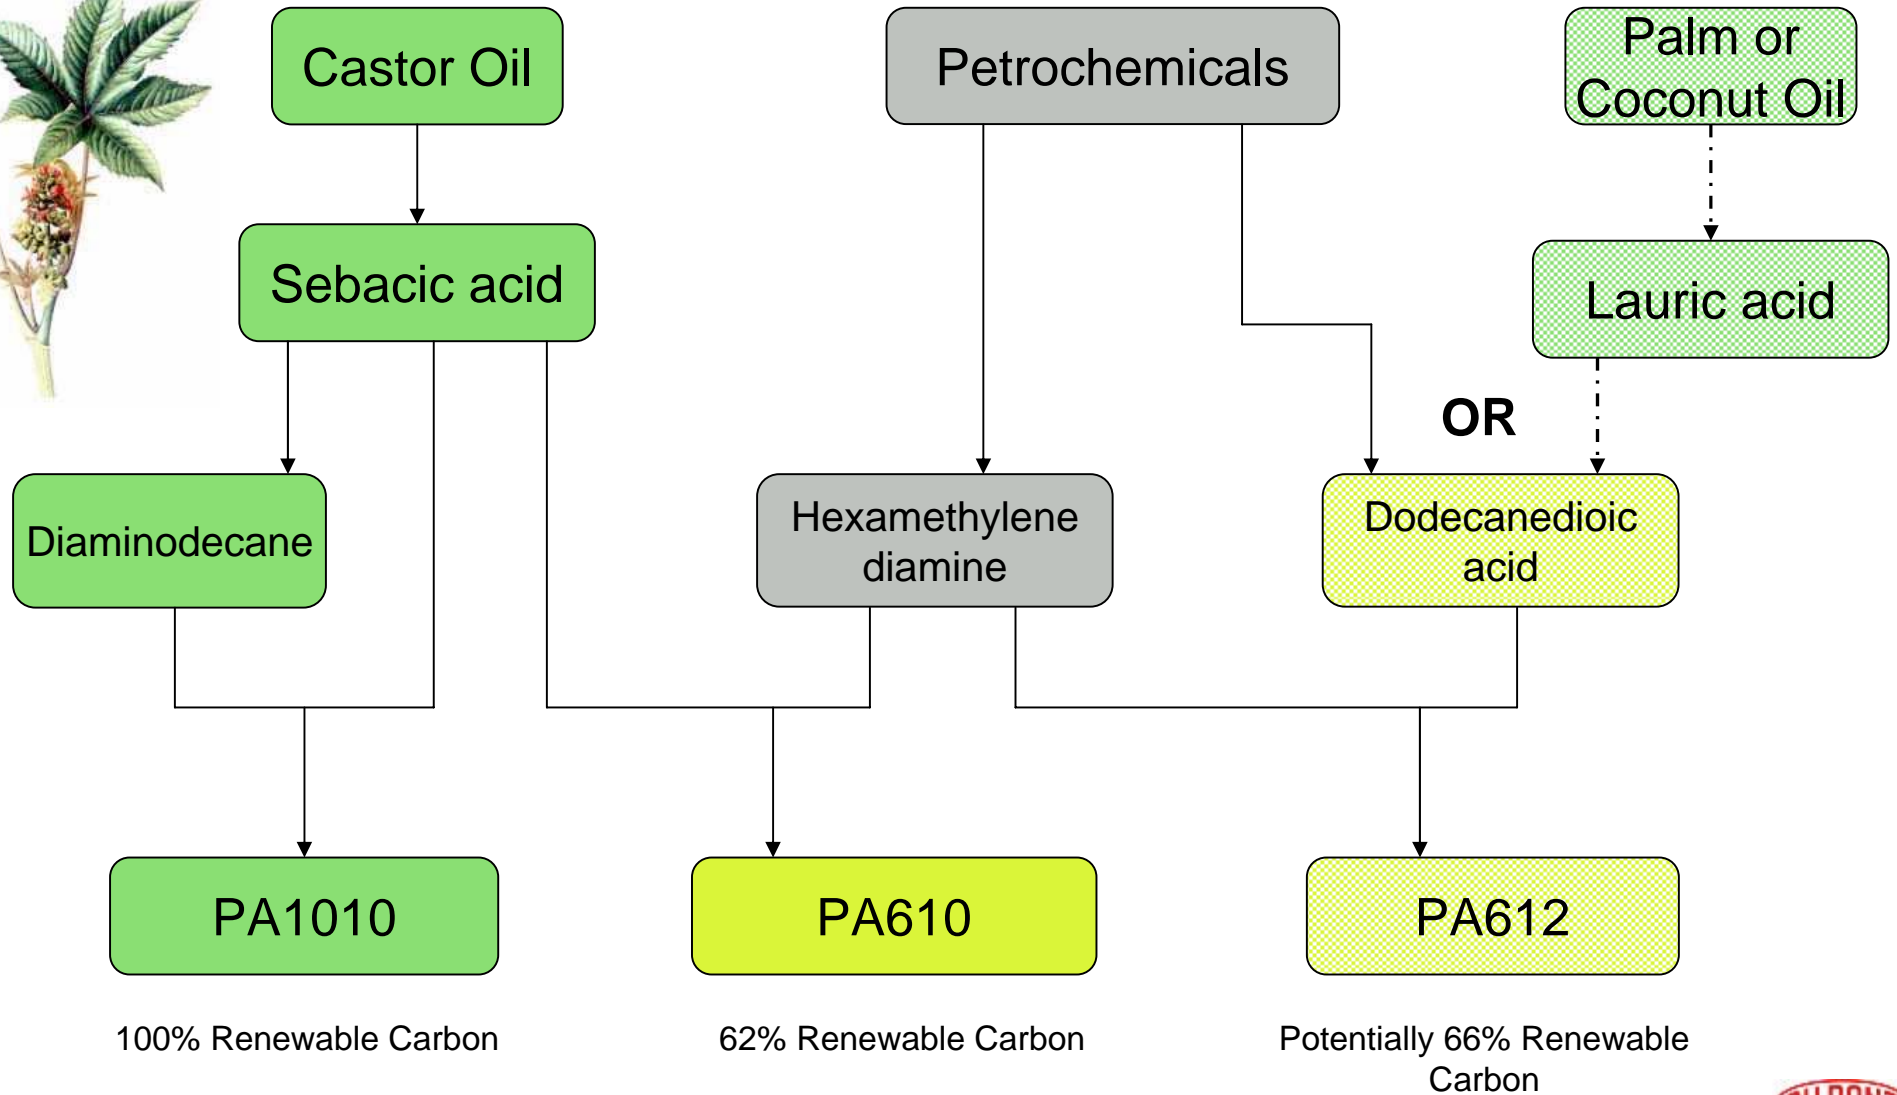 Castor Oil
Petrochemicals
Palm or
Coconut Oil
Sebacic acid
Lauric acid
OR
Diaminodecane
Hexamethylene
diamine
Dodecanedioic
acid
PA1010
PA610
PA612
100% Renewable Carbon
62% Renewable Carbon
Potentially 66% Renewable
Carbon